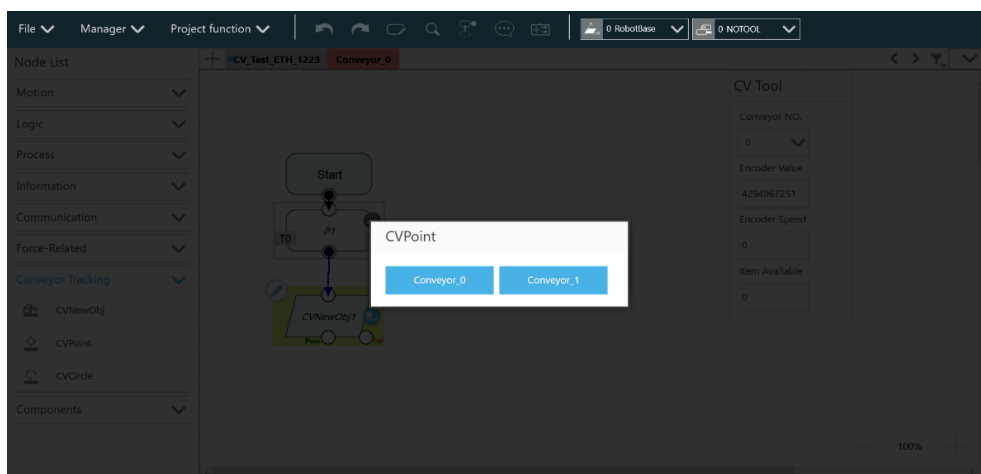 File Manager Project function 0 RobotBase 0 NOTOOL
Node List
CV_Test_ETH_1223 Conveyor_0
Motion
Logic
Process
Information
Communication
Force-Related
Conveyor Tracking
CVNewObj
CVPoint
CVCircle
Components
Start
T0 P1
CVNewObj1
Pass Fail
CVPoint
Conveyor_0 Conveyor_1
CV Tool
Conveyor NO.
0
Encoder Value
4294967251
Encoder Speed
0
Item Available
0
100%